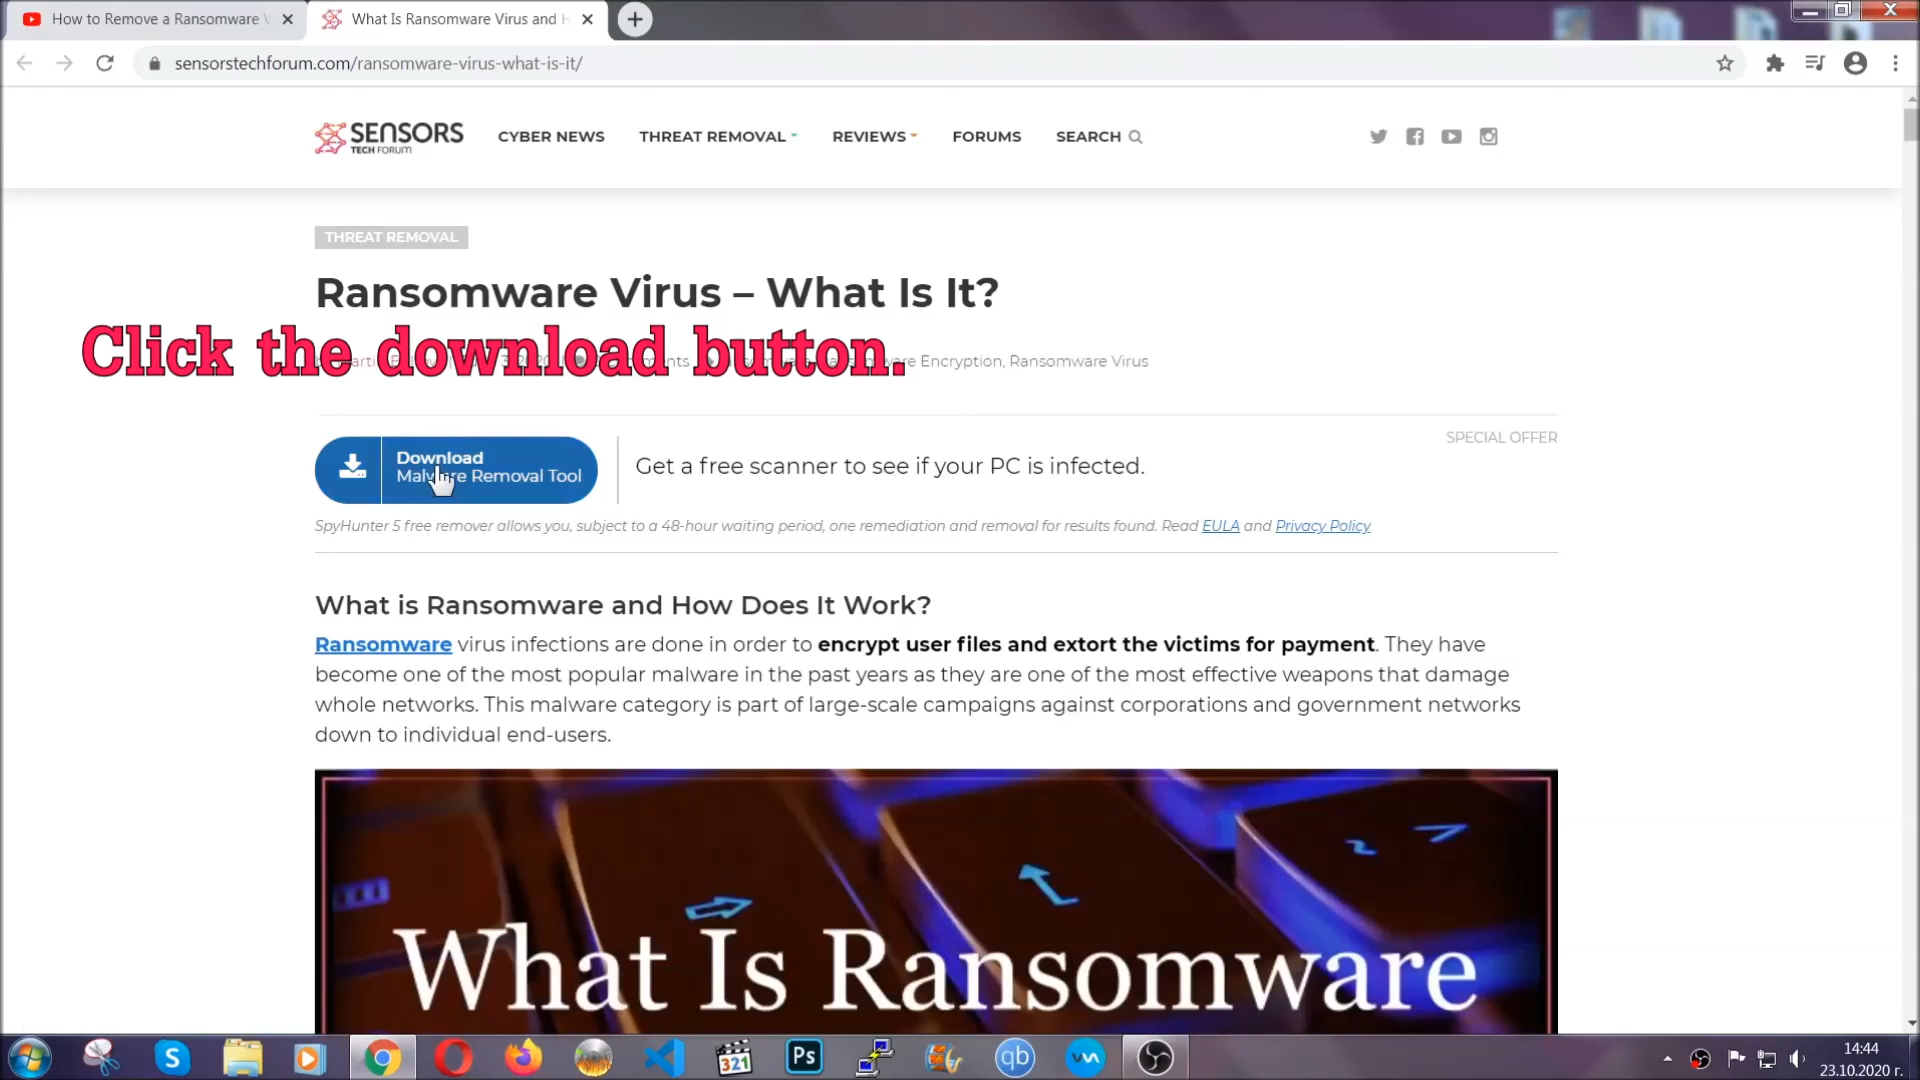 How to Remove a Ransomware V
What Is Ransomware Virus and H
sensorstechforum.com/ransomware-virus-what-is-it/
SENSORS
TECH FORUM
CYBER NEWS
THREAT REMOVAL
REVIEWS
FORUMS
SEARCH
THREAT REMOVAL
Ransomware Virus – What Is It?
Click the download button.
Encryption, Ransomware Virus
SPECIAL OFFER
Download
Malware Removal Tool
Get a free scanner to see if your PC is infected.
SpyHunter 5 free remover allows you, subject to a 48-hour waiting period, one remediation and removal for results found. Read EULA and Privacy Policy
What is Ransomware and How Does It Work?
Ransomware virus infections are done in order to encrypt user files and extort the victims for payment. They have
become one of the most popular malware in the past years as they are one of the most effective weapons that damage
whole networks. This malware category is part of large-scale campaigns against corporations and government networks
down to individual end-users.
What Is Ransomware
S
321
Ps
qb
14:44
23.10.2020 г.